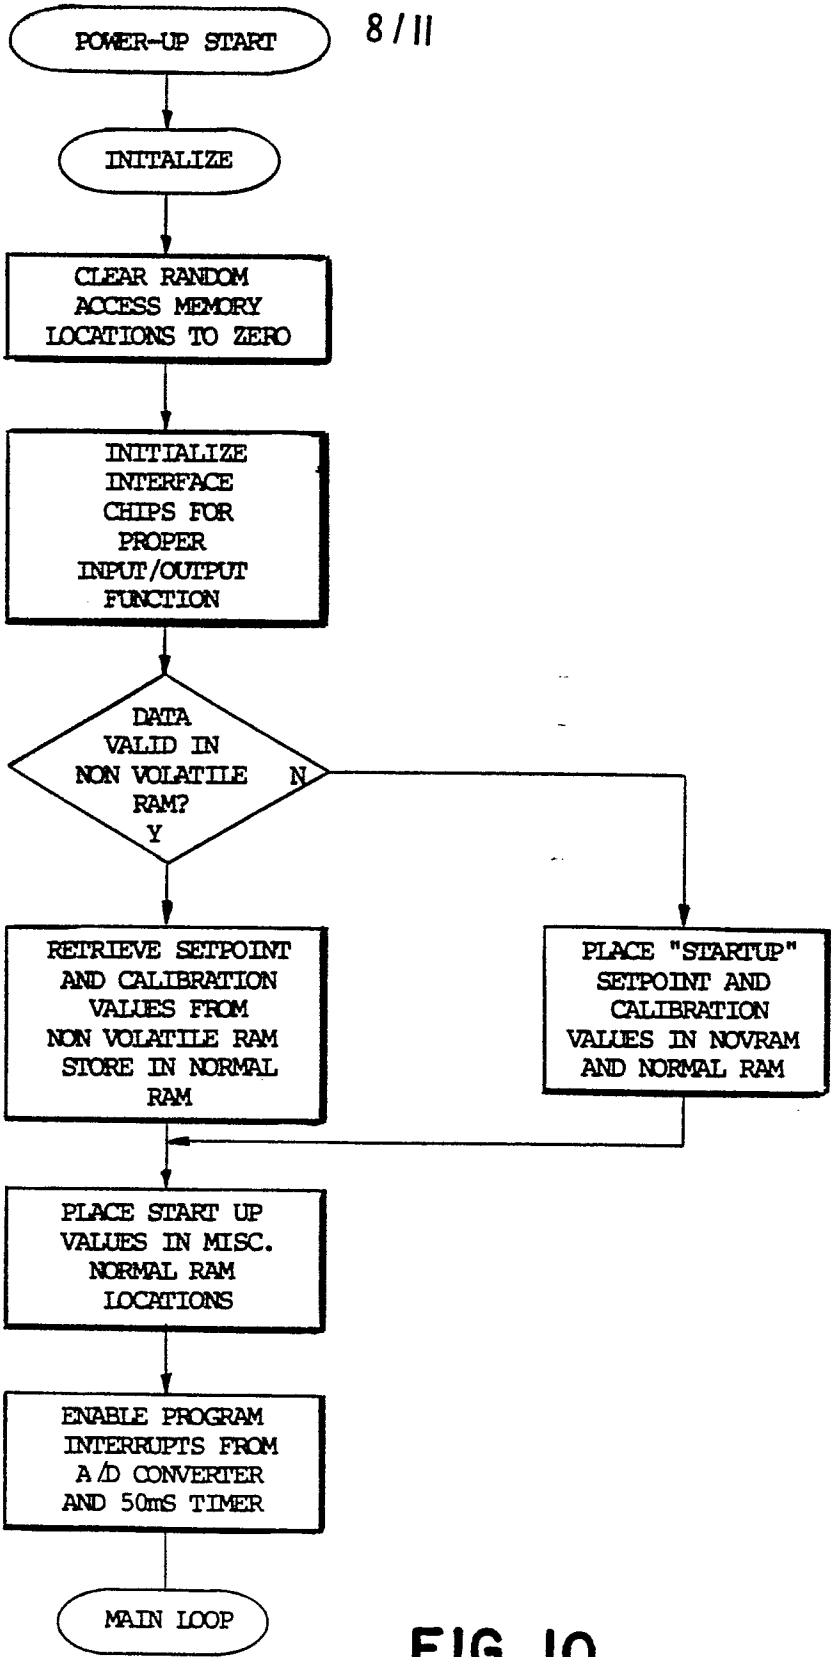 POWER-UP START
8/11
INITALIZE
CLEAR RANDOM
ACCESS MEMORY
LOCATIONS TO ZERO
INITIALIZE
INTERFACE
CHIPS FOR
PROPER
INPUT/OUTPUT
FUNCTION
DATA
VALID IN
NON VOLATILE
RAM?
N
Y
RETRIEVE SETPOINT
AND CALIBRATION
VALUES FROM
NON VOLATILE RAM
STORE IN NORMAL
RAM
PLACE "STARTUP"
SETPOINT AND
CALIBRATION
VALUES IN NOVRAM
AND NORMAL RAM
PLACE START UP
VALUES IN MISC.
NORMAL RAM
LOCATIONS
ENABLE PROGRAM
INTERRUPTS FROM
A/D CONVERTER
AND 50mS TIMER
MAIN LOOP
FIG. 10